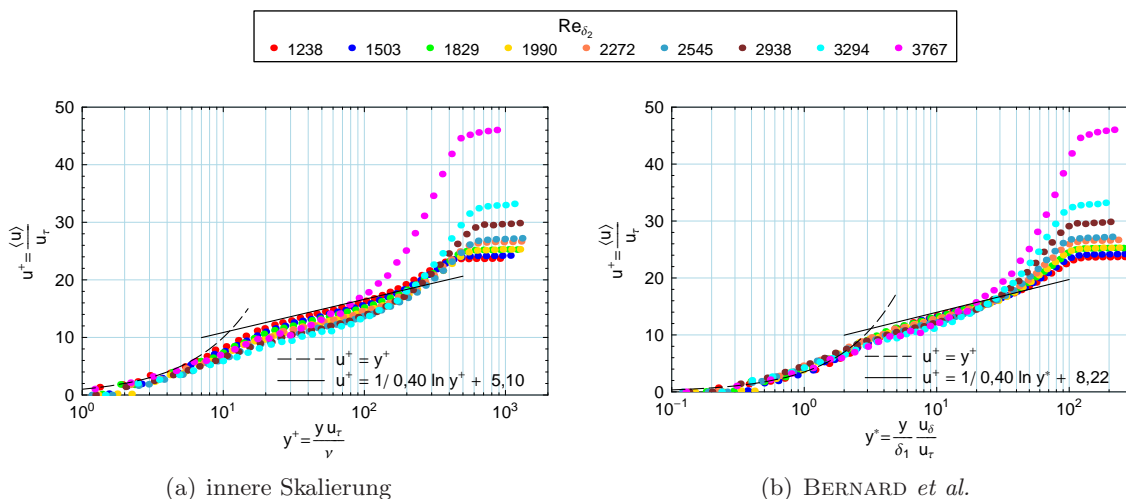 Re_δ₂
1238 1503 1829 1990 2272 2545 2938 3294 3767
50
40
30
20
10
0
u⁺=⟨u⟩/u_τ
u⁺ = y⁺
u⁺ = 1/ 0,40 ln y⁺ + 5,10
10⁰ 10¹ 10² 10³
y⁺=y u_τ/ν
(a) innere Skalierung
50
40
30
20
10
0
u⁺=⟨u⟩/u_τ
u⁺ = y⁺
u⁺ = 1/ 0,40 ln y* + 8,22
10⁻¹ 10⁰ 10¹ 10²
y*=y/δ₁ u_δ/u_τ
(b) BERNARD et al.